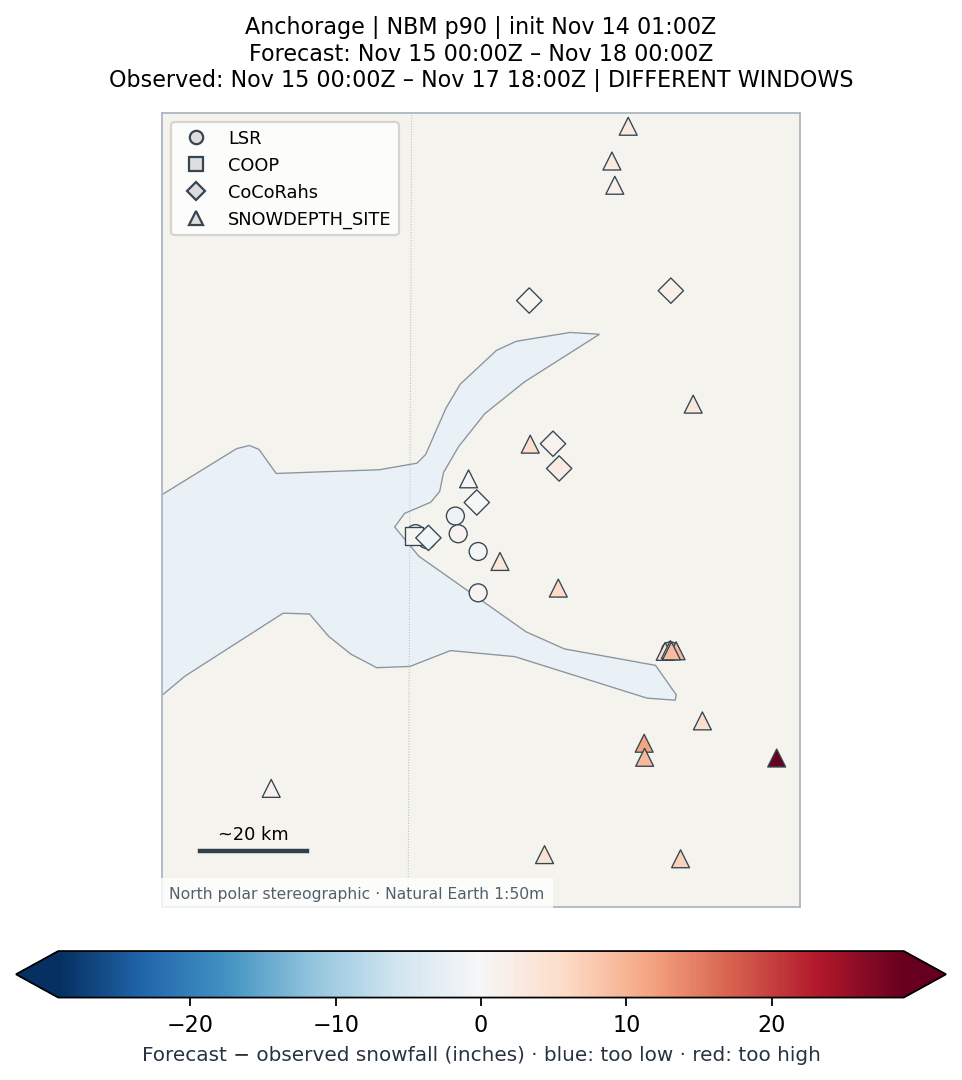 Anchorage | NBM p90 | init Nov 14 01:00Z
Forecast: Nov 15 00:00Z – Nov 18 00:00Z
Observed: Nov 15 00:00Z – Nov 17 18:00Z | DIFFERENT WINDOWS
LSR
COOP
CoCoRahs
SNOWDEPTH_SITE
~20 km
North polar stereographic · Natural Earth 1:50m
−20 −10 0 10 20
Forecast − observed snowfall (inches) · blue: too low · red: too high